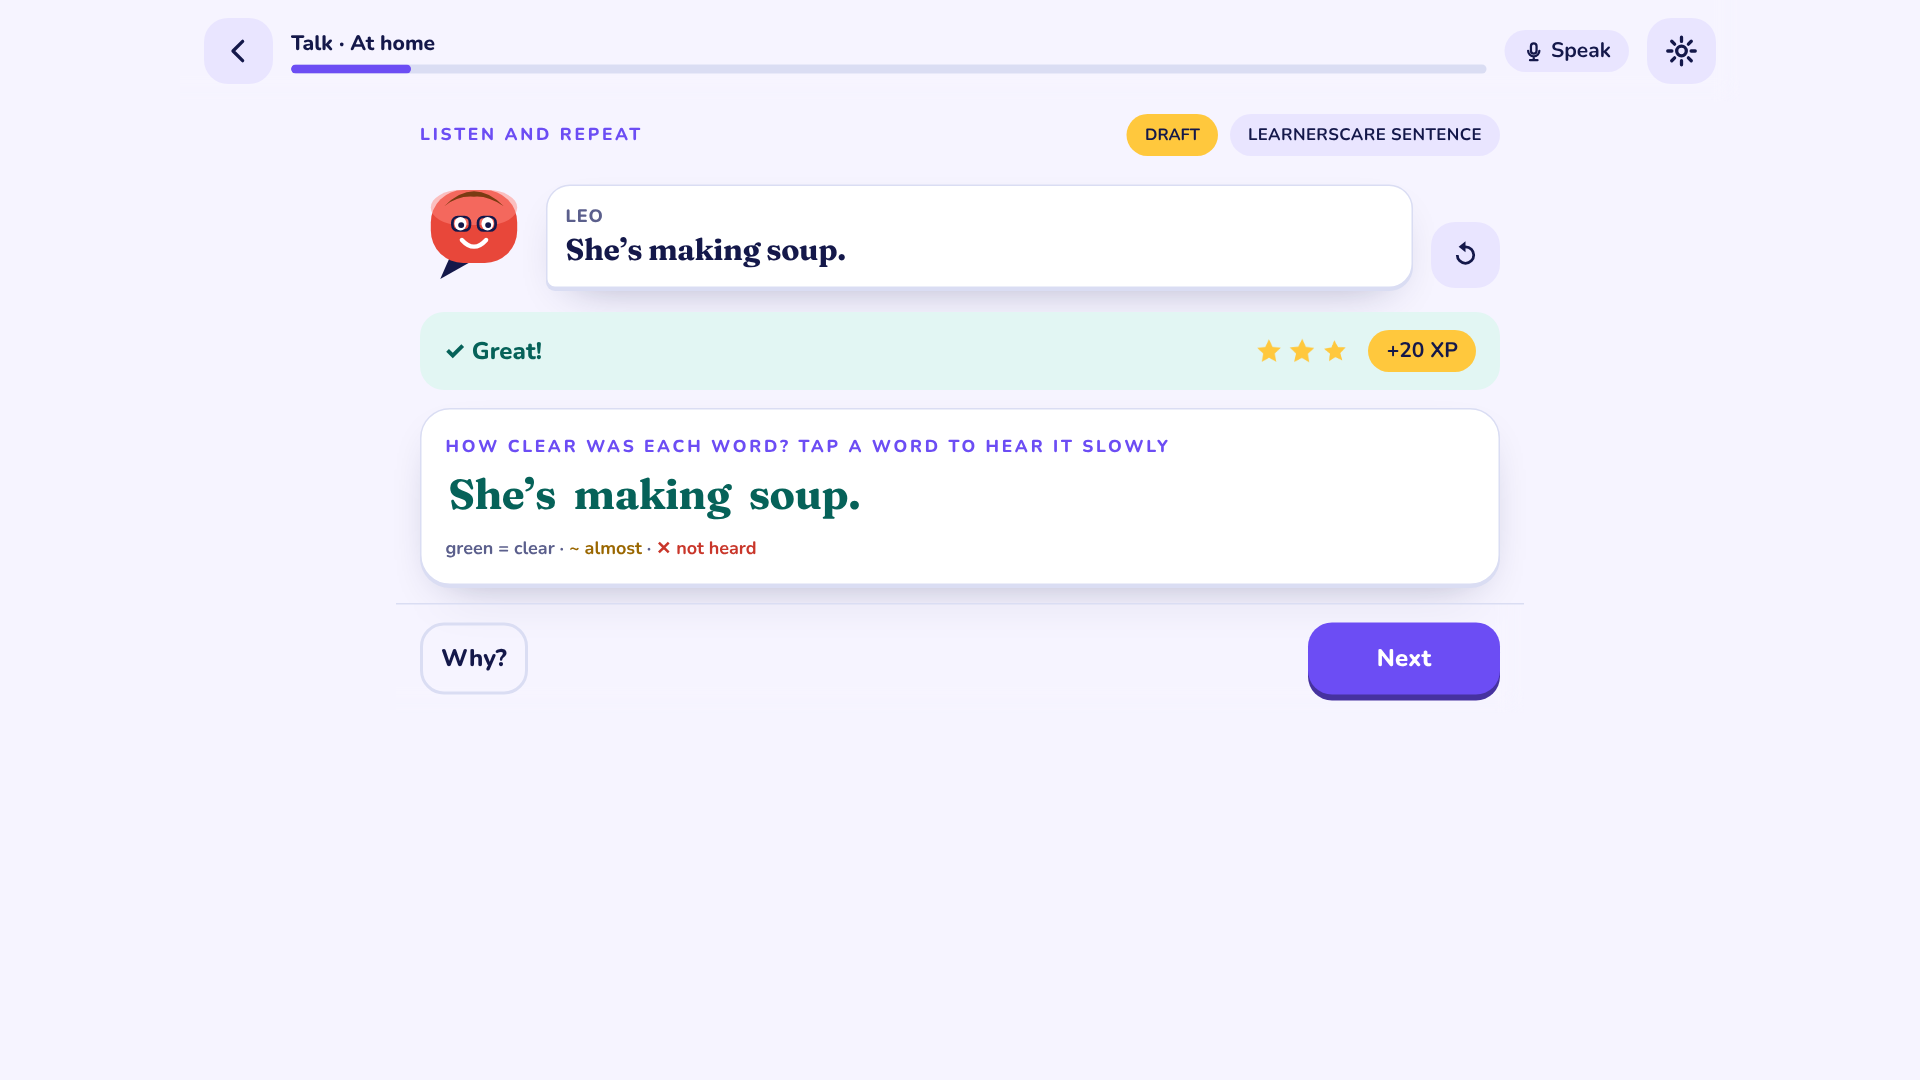 Talk · At home
Speak
LISTEN AND REPEAT
DRAFT
LEARNERSCARE SENTENCE
LEO
She’s making soup.
✓ Great!
+20 XP
HOW CLEAR WAS EACH WORD? TAP A WORD TO HEAR IT SLOWLY
She’s making soup.
green = clear · ~ almost · ✕ not heard
Why?
Next